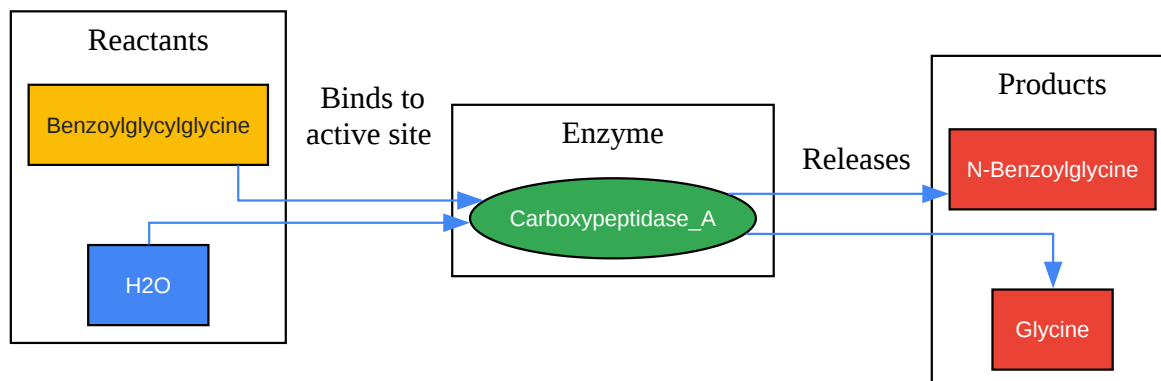 Reactants
Benzoylglycylglycine
H2O
Binds to
active site
Enzyme
Carboxypeptidase_A
Releases
Products
N-Benzoylglycine
Glycine